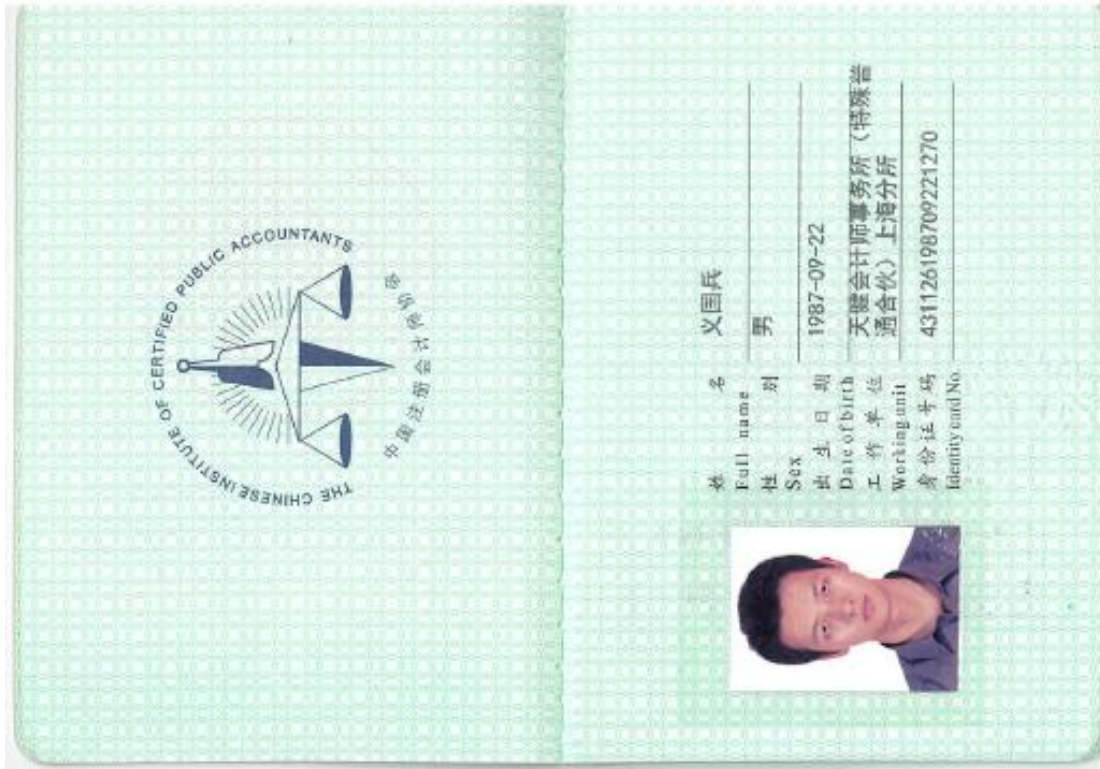 THE CHINESE INSTITUTE OF CERTIFIED PUBLIC ACCOUNTANTS
中国注册会计师协会
姓 名 义国兵
Full name
性 别 男
Sex
出生日期 1987-09-22
Date of birth
工作单位 天健会计师事务所（特殊普
Working unit 通合伙）上海分所
身份证号码 431126198709221270
Identity card No.